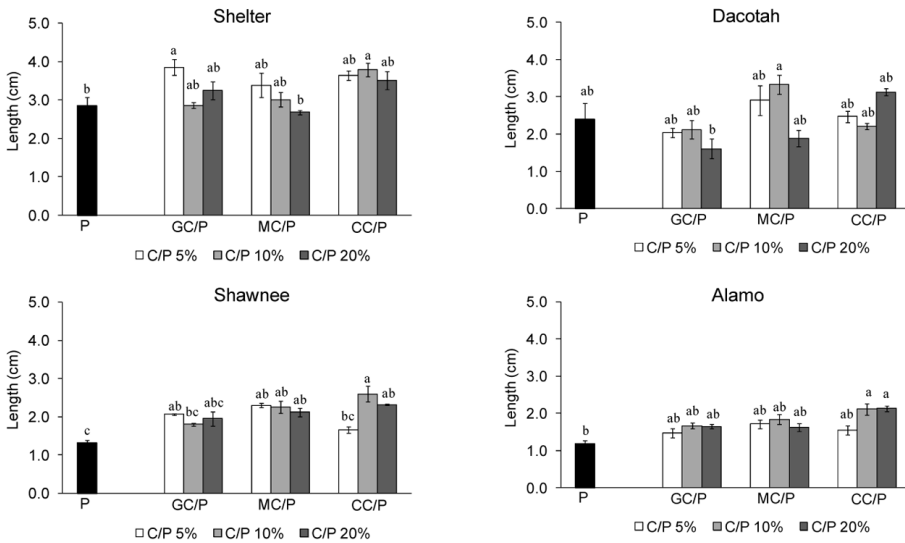 Shelter
Length (cm)
5.0
4.0
3.0
2.0
1.0
0.0
b
a
ab
ab
ab
ab
b
ab
a
ab
P
GC/P
MC/P
CC/P
C/P 5% C/P 10% C/P 20%
Dacotah
Length (cm)
5.0
4.0
3.0
2.0
1.0
0.0
ab
ab
ab
b
ab
a
ab
ab
ab
ab
P
GC/P
MC/P
CC/P
C/P 5% C/P 10% C/P 20%
Shawnee
Length (cm)
5.0
4.0
3.0
2.0
1.0
0.0
c
ab
bc
abc
ab
ab
ab
bc
a
ab
P
GC/P
MC/P
CC/P
C/P 5% C/P 10% C/P 20%
Alamo
Length (cm)
5.0
4.0
3.0
2.0
1.0
0.0
b
ab
ab
ab
ab
ab
ab
ab
a
a
P
GC/P
MC/P
CC/P
C/P 5% C/P 10% C/P 20%